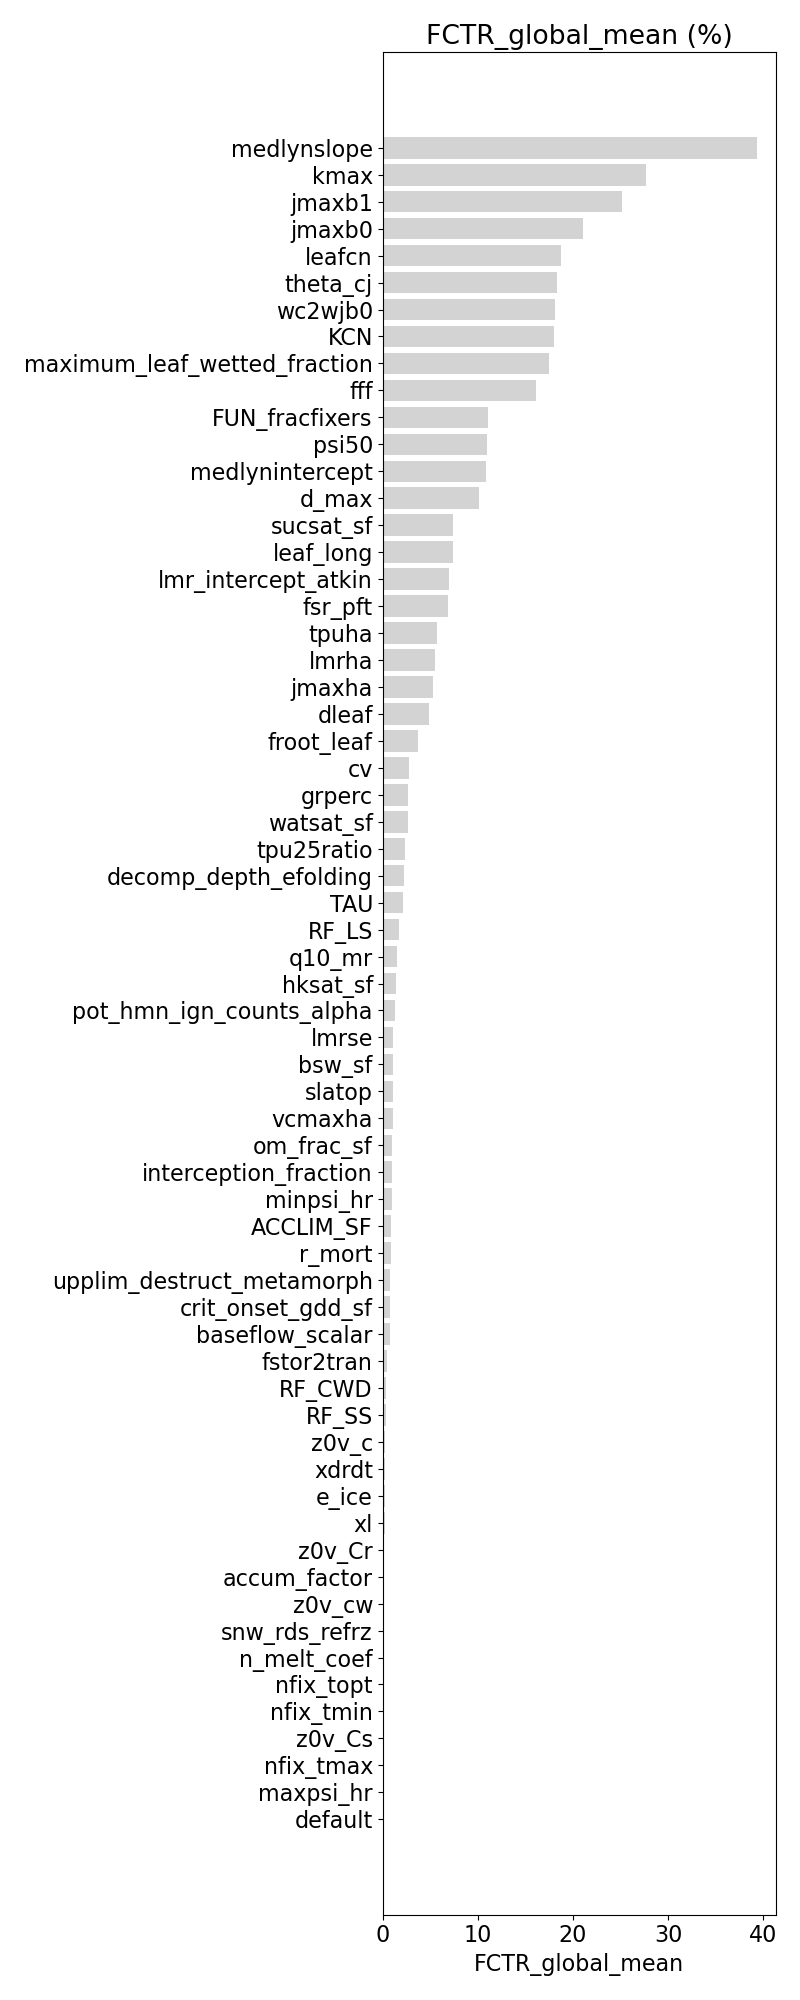 FCTR_global_mean (%)
medlynslope
kmax
jmaxb1
jmaxb0
leafcn
theta_cj
wc2wjb0
KCN
maximum_leaf_wetted_fraction
fff
FUN_fracfixers
psi50
medlynintercept
d_max
sucsat_sf
leaf_long
lmr_intercept_atkin
fsr_pft
tpuha
lmrha
jmaxha
dleaf
froot_leaf
cv
grperc
watsat_sf
tpu25ratio
decomp_depth_efolding
TAU
RF_LS
q10_mr
hksat_sf
pot_hmn_ign_counts_alpha
lmrse
bsw_sf
slatop
vcmaxha
om_frac_sf
interception_fraction
minpsi_hr
ACCLIM_SF
r_mort
upplim_destruct_metamorph
crit_onset_gdd_sf
baseflow_scalar
fstor2tran
RF_CWD
RF_SS
z0v_c
xdrdt
e_ice
xl
z0v_Cr
accum_factor
z0v_cw
snw_rds_refrz
n_melt_coef
nfix_topt
nfix_tmin
z0v_Cs
nfix_tmax
maxpsi_hr
default
0 10 20 30 40
FCTR_global_mean